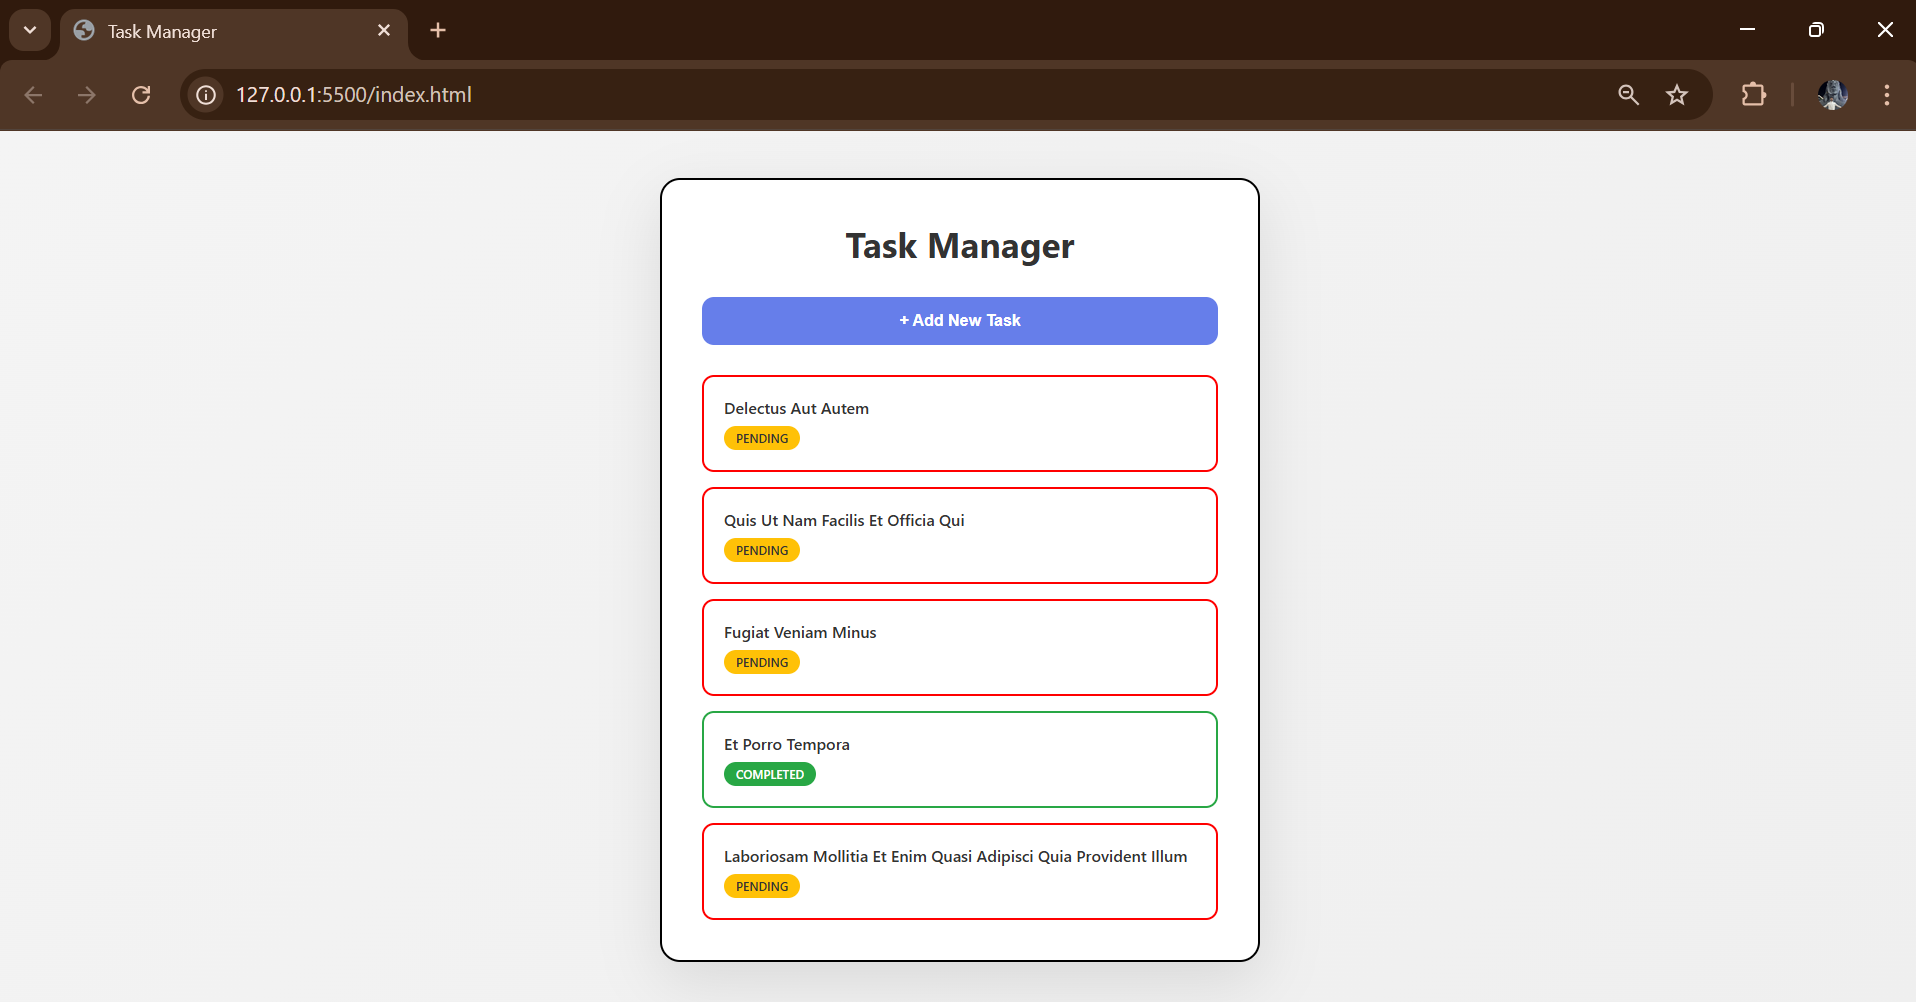 Task Manager
127.0.0.1:5500/index.html
Task Manager
+ Add New Task
Delectus Aut Autem
PENDING
Quis Ut Nam Facilis Et Officia Qui
PENDING
Fugiat Veniam Minus
PENDING
Et Porro Tempora
COMPLETED
Laboriosam Mollitia Et Enim Quasi Adipisci Quia Provident Illum
PENDING